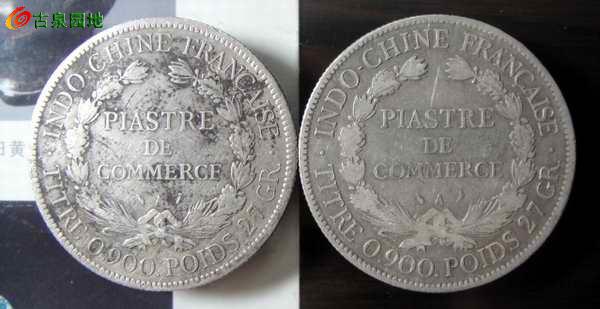 古泉园地
INDO-CHINE FRANÇAISE
PIASTRE
DE
COMMERCE
A
TITRE 0.900. POIDS 27 GR.
INDO-CHINE FRANÇAISE
PIASTRE
DE
COMMERCE
A
TITRE 0.900. POIDS 27 GR.